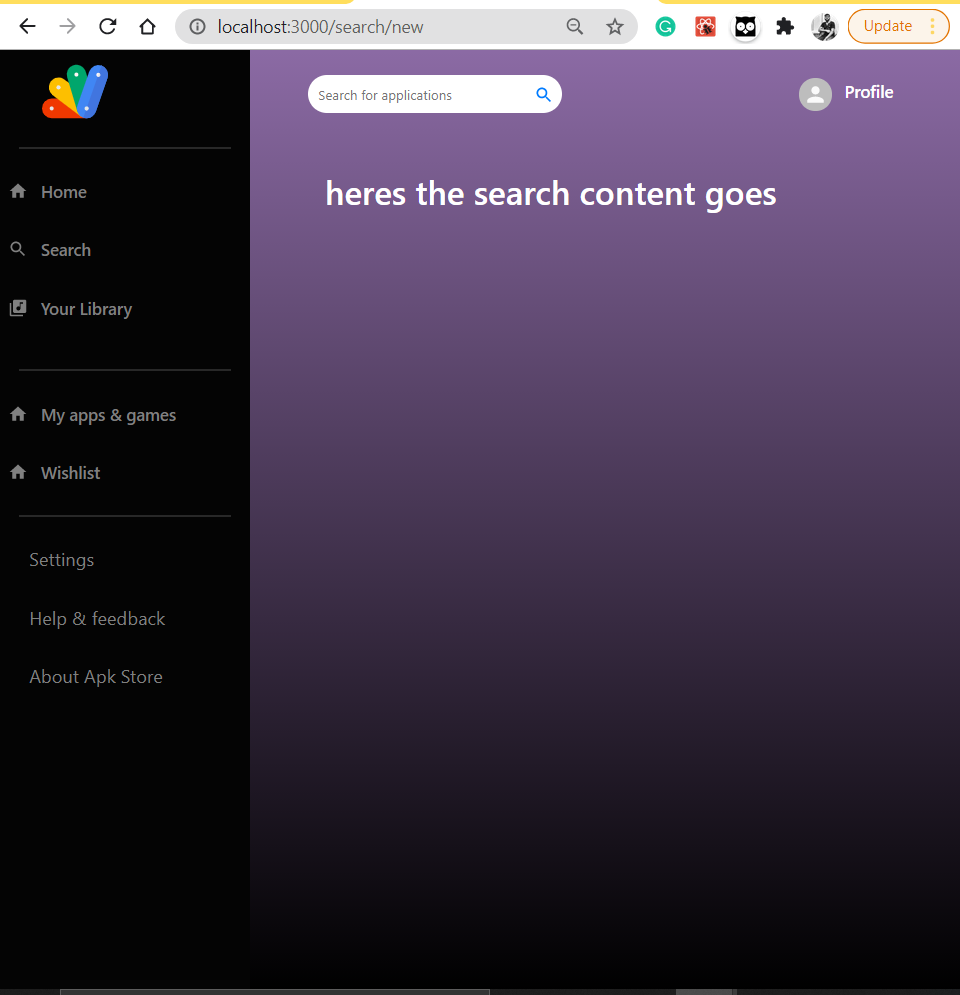 localhost:3000/search/new
Update
Search for applications
Profile
Home
Search
Your Library
My apps & games
Wishlist
Settings
Help & feedback
About Apk Store
heres the search content goes